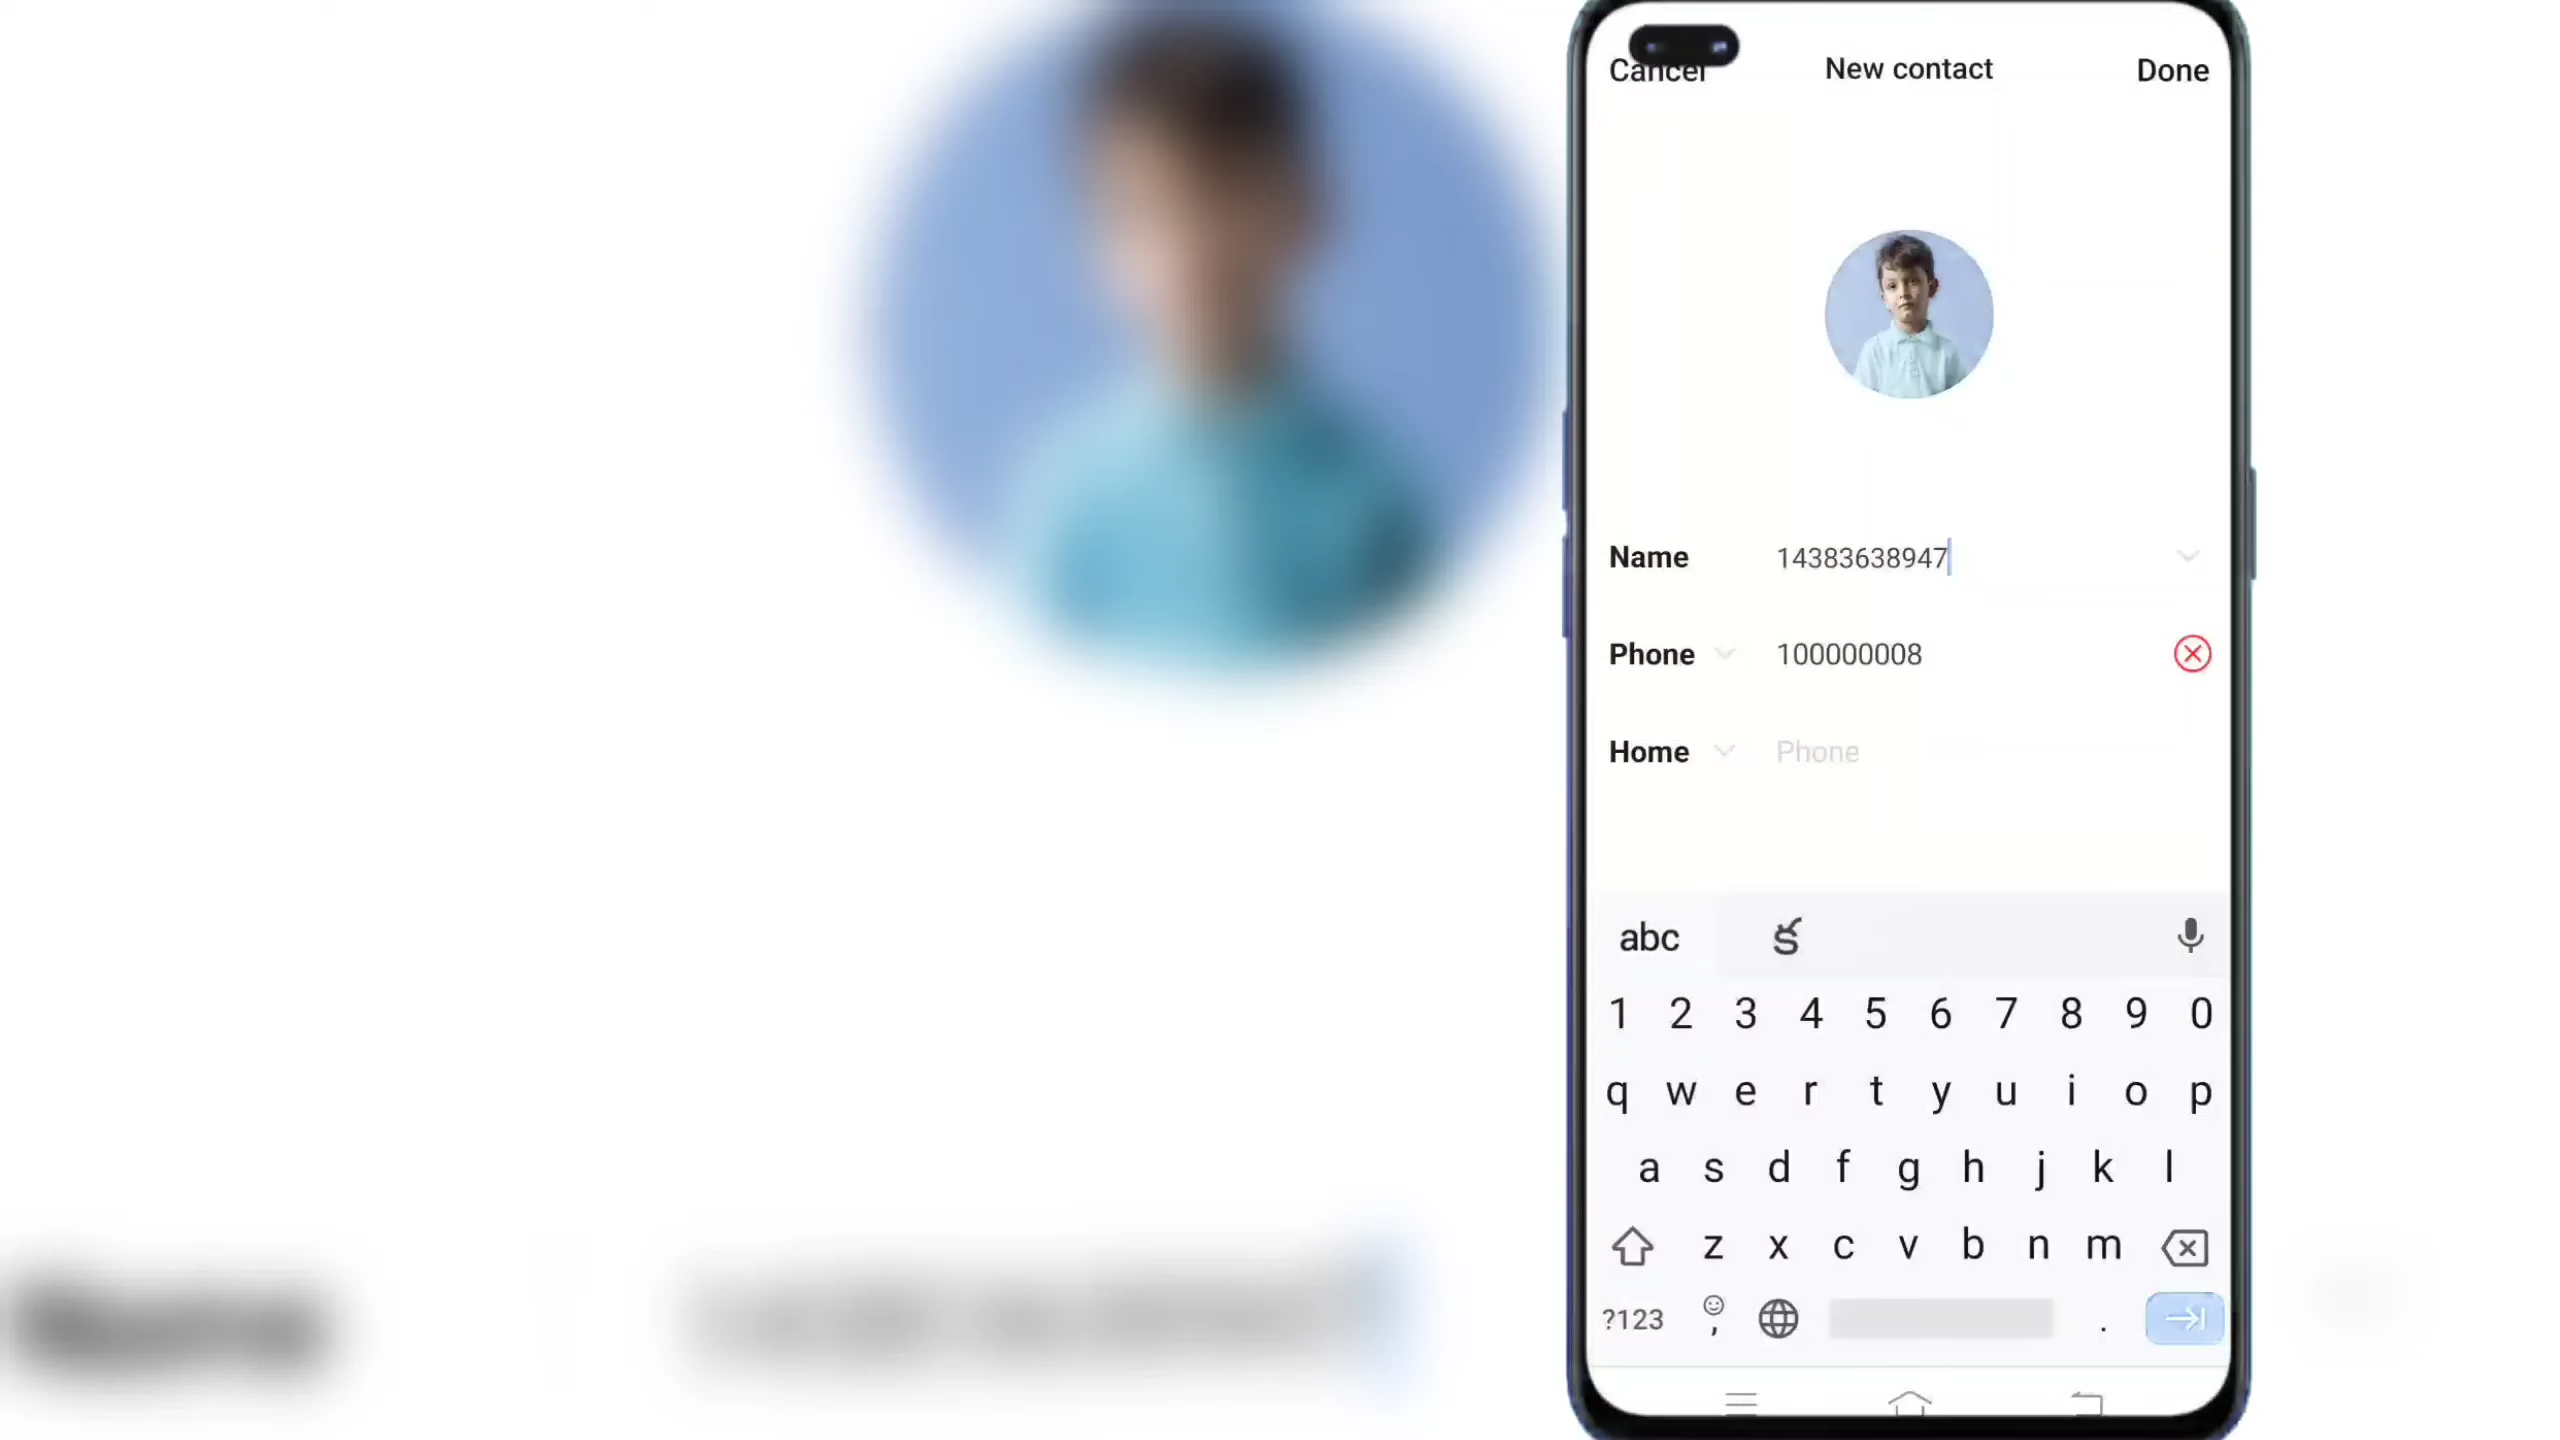 Cancel New contact Done
Name 14383638947
Phone 100000008
Home Phone
abc క
1 2 3 4 5 6 7 8 9 0
q w e r t y u i o p
a s d f g h j k l
z x c v b n m
?123 , .